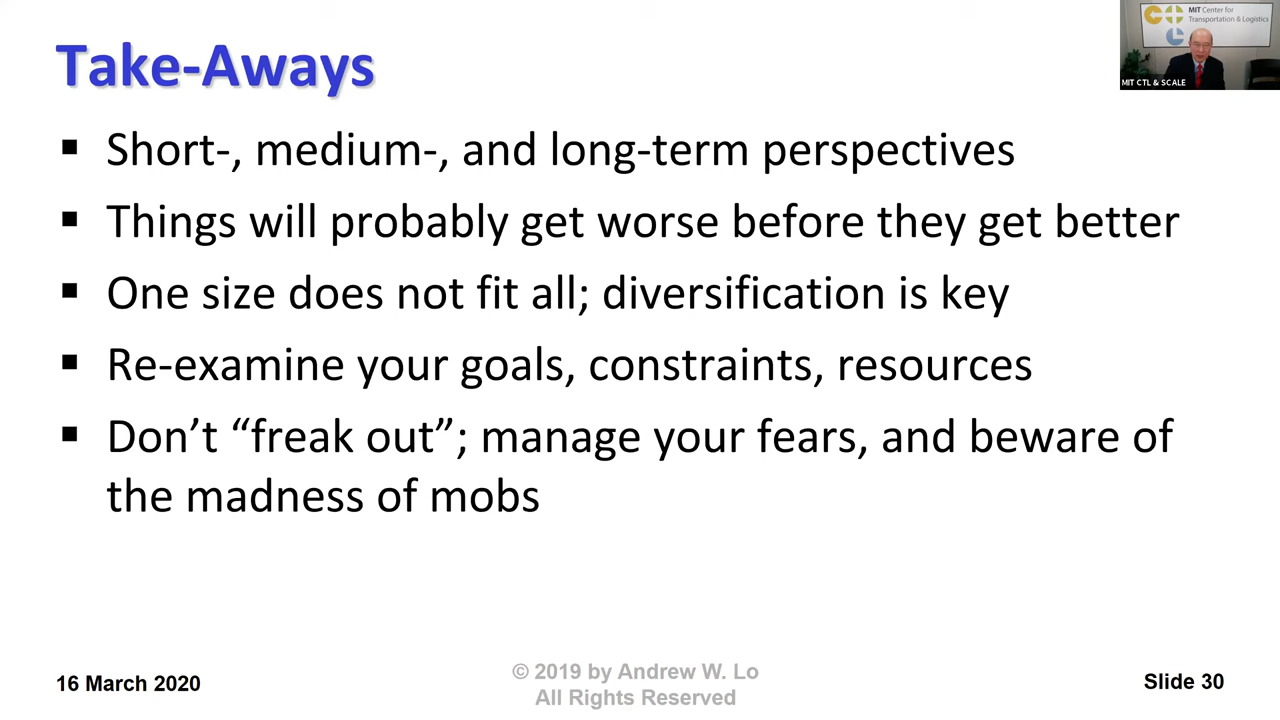 Take-Aways
MIT Center for
Transportation & Logistics
MIT CTL & SCALE
▪ Short-, medium-, and long-term perspectives
▪ Things will probably get worse before they get better
▪ One size does not fit all; diversification is key
▪ Re-examine your goals, constraints, resources
▪ Don’t “freak out”; manage your fears, and beware of
the madness of mobs
16 March 2020
© 2019 by Andrew W. Lo
All Rights Reserved
Slide 30